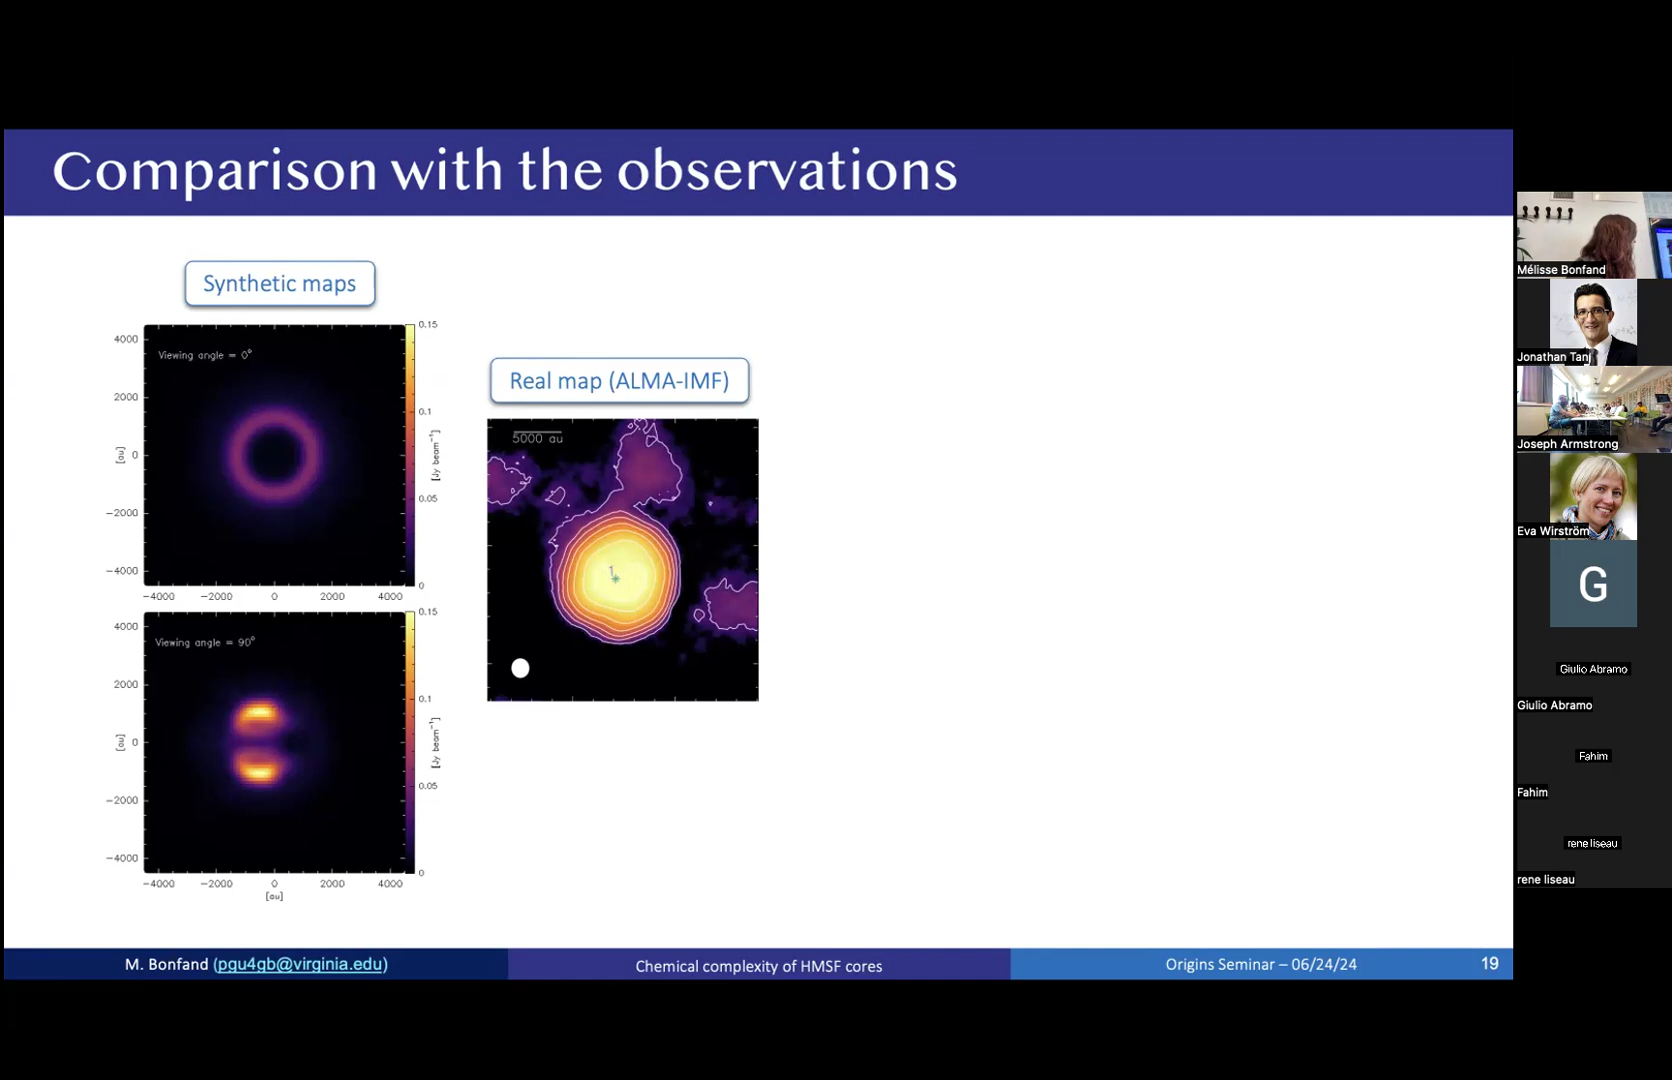 Comparison with the observations
Synthetic maps
Viewing angle = 0°
4000
2000
0
−2000
−4000
[au]
−4000 −2000 0 2000 4000
0.15
0.1
0.05
0
[Jy beam⁻¹]
Viewing angle = 90°
4000
2000
0
−2000
−4000
[au]
−4000 −2000 0 2000 4000
[au]
0.15
0.1
0.05
0
[Jy beam⁻¹]
Real map (ALMA-IMF)
5000 au
1
M. Bonfand (pgu4gb@virginia.edu)
Chemical complexity of HMSF cores
Origins Seminar – 06/24/24
19
Mélisse Bonfand
Jonathan Tan
Joseph Armstrong
Eva Wirström
G
Giulio Abramo
Giulio Abramo
Fahim
Fahim
rene liseau
rene liseau